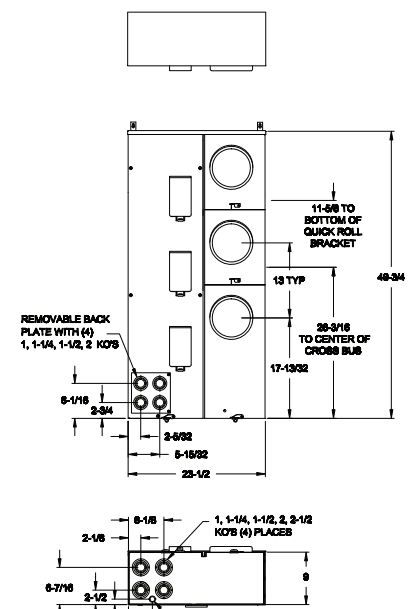 11-5/8 TO
BOTTOM OF
QUICK ROLL
BRACKET
49-3/4
13 TYP
26-3/16
TO CENTER OF
CROSS BUS
REMOVABLE BACK
PLATE WITH (4)
1, 1-1/4, 1-1/2, 2 KO'S
17-13/32
6-1/16
2-3/4
2-5/32
5-15/32
23-1/2
6-1/8
1, 1-1/4, 1-1/2, 2, 2-1/2
KO'S (4) PLACES
2-1/8
6-7/16
2-1/2